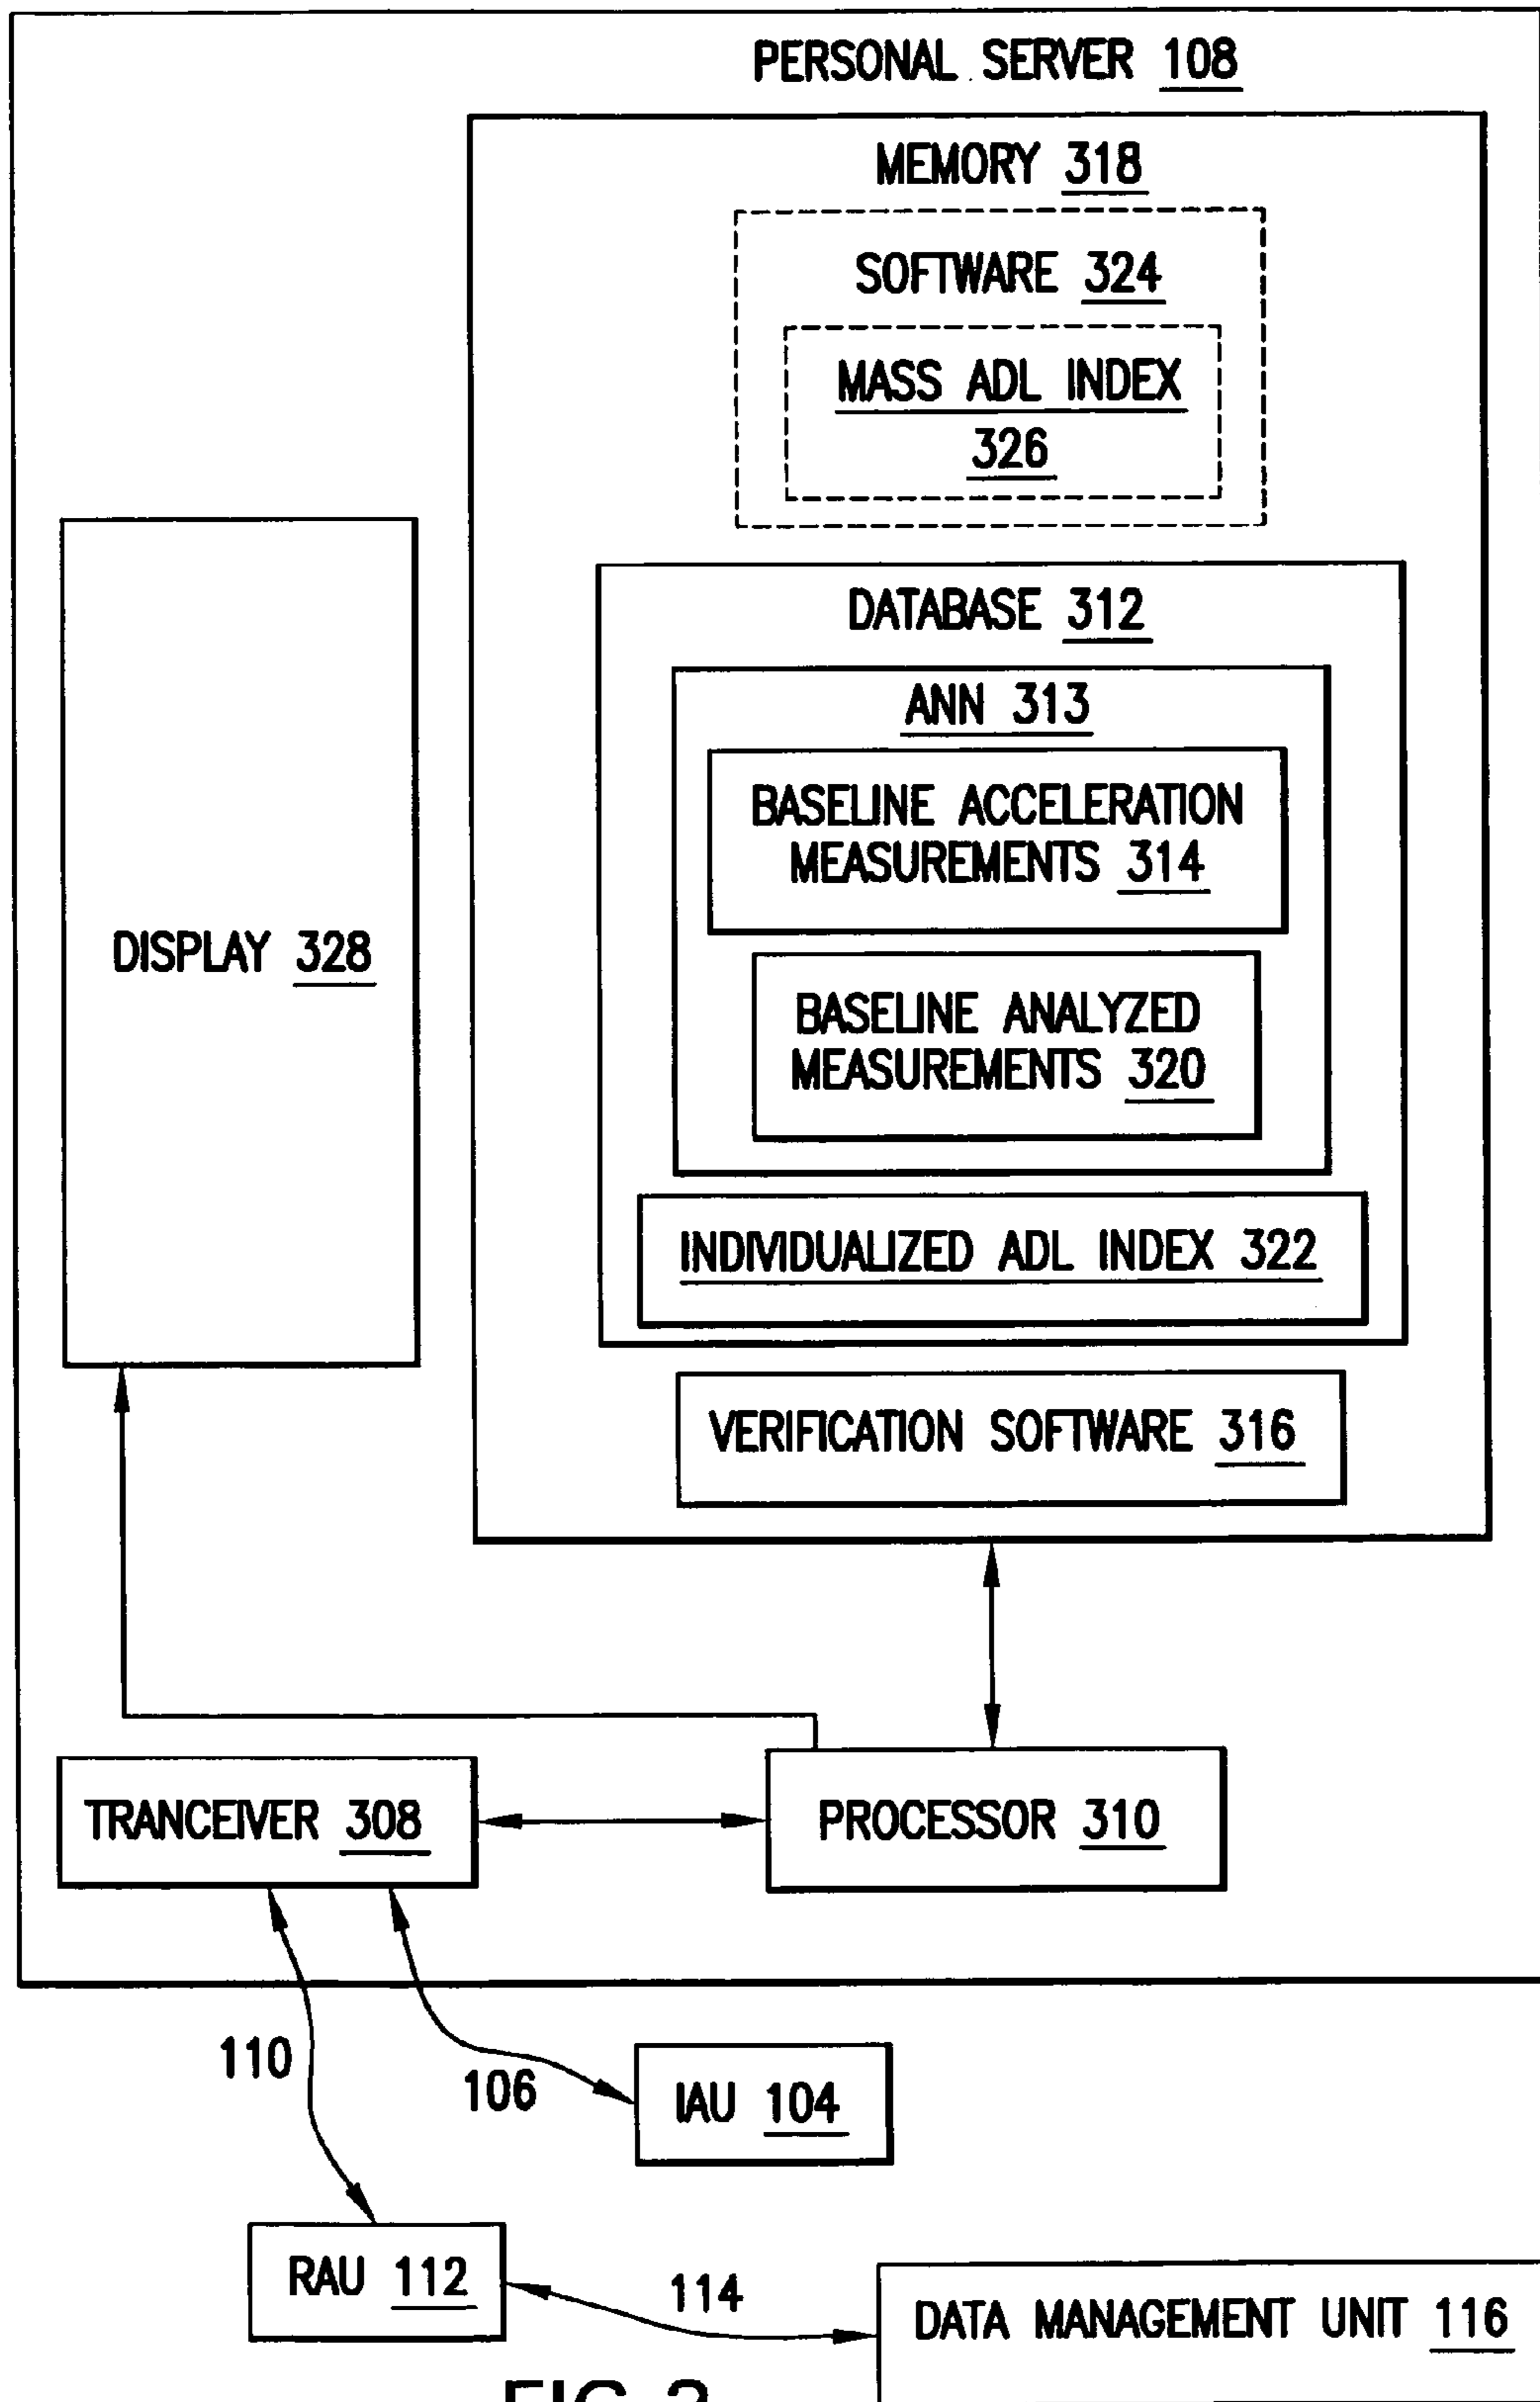 PERSONAL SERVER 108
MEMORY 318
SOFTWARE 324
MASS ADL INDEX
326
DATABASE 312
ANN 313
BASELINE ACCELERATION
MEASUREMENTS 314
BASELINE ANALYZED
MEASUREMENTS 320
INDIVIDUALIZED ADL INDEX 322
VERIFICATION SOFTWARE 316
DISPLAY 328
TRANCEIVER 308
PROCESSOR 310
110
106
IAU 104
RAU 112
114
DATA MANAGEMENT UNIT 116